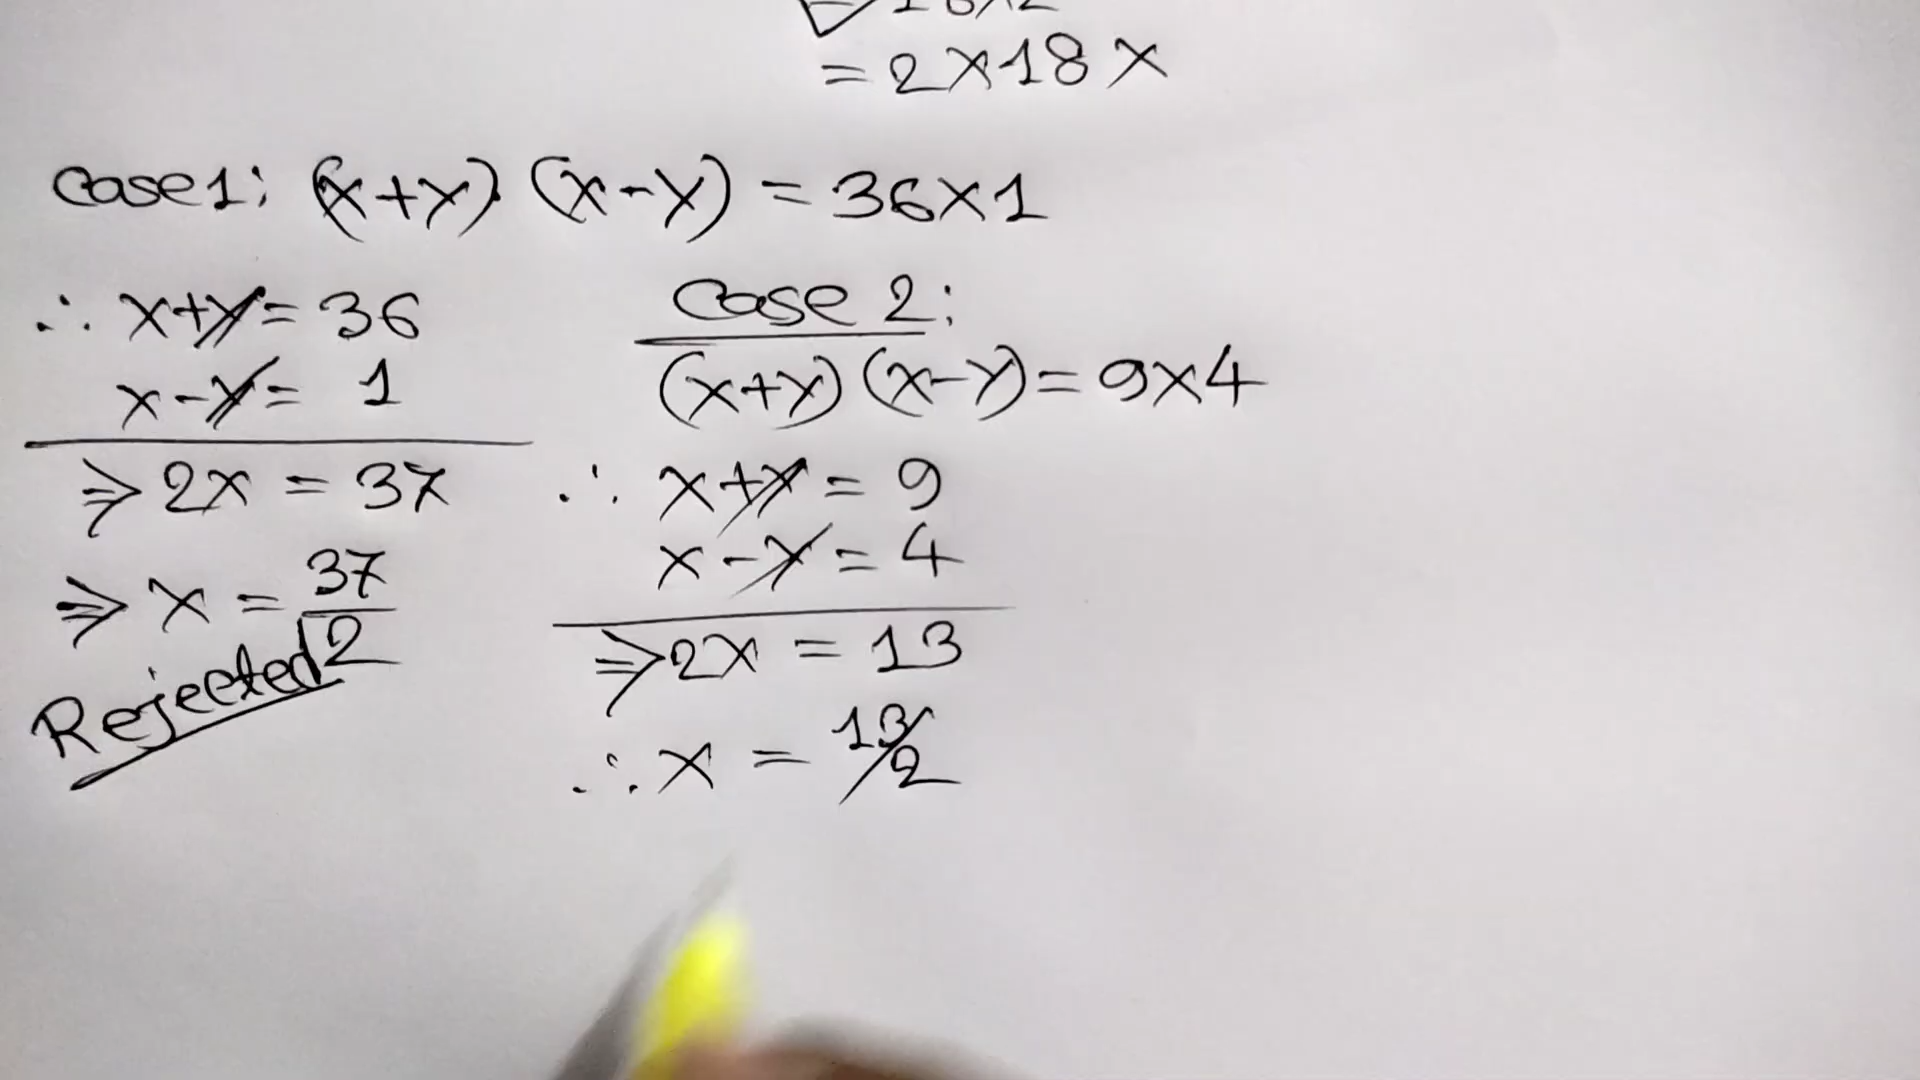 = 2×18 ×
Case 1: (x+y) (x-y) = 36×1
∴ x+y= 36
x-y= 1
⇒ 2x = 37
⇒ x = 37/2
Rejected
Case 2:
(x+y)(x-y)= 9×4
∴ x+y = 9
x-y = 4
⇒ 2x = 13
∴ x = 13/2